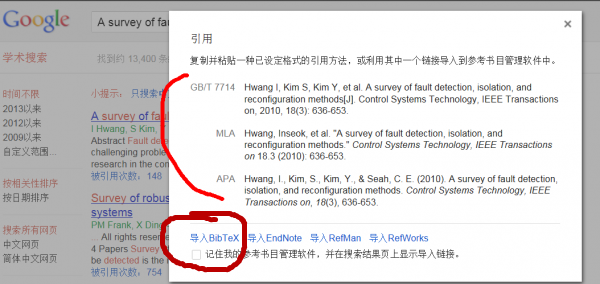 Google
A survey of fau
学术搜索
找到约 13,400 条
时间不限
2013以来
2012以来
2009以来
自定义范围...
按相关性排序
按日期排序
搜索所有网页
中文网页
简体中文网页
小提示: 只搜索中
A survey of faul
I Hwang, S Kim, Y
Abstract Fault dete
challenging problem
research in the com
被引用次数：148
Survey of robus
systems
PM Frank, X Ding
... All rights reserve
4 Papers Survey o
be detected is the
被引用次数：754
×
引用
复制并粘贴一种已设定格式的引用方法，或利用其中一个链接导入到参考书目管理软件中。
GB/T 7714 Hwang I, Kim S, Kim Y, et al. A survey of fault detection, isolation, and
reconfiguration methods[J]. Control Systems Technology, IEEE Transactions
on, 2010, 18(3): 636-653.
MLA Hwang, Inseok, et al. "A survey of fault detection, isolation, and
reconfiguration methods." Control Systems Technology, IEEE Transactions
on 18.3 (2010): 636-653.
APA Hwang, I., Kim, S., Kim, Y., & Seah, C. E. (2010). A survey of fault
detection, isolation, and reconfiguration methods. Control Systems Technology, IEEE
Transactions on, 18(3), 636-653.
导入BibTeX 导入EndNote 导入RefMan 导入RefWorks
记住我的参考书目管理软件，并在搜索结果页上显示导入链接。